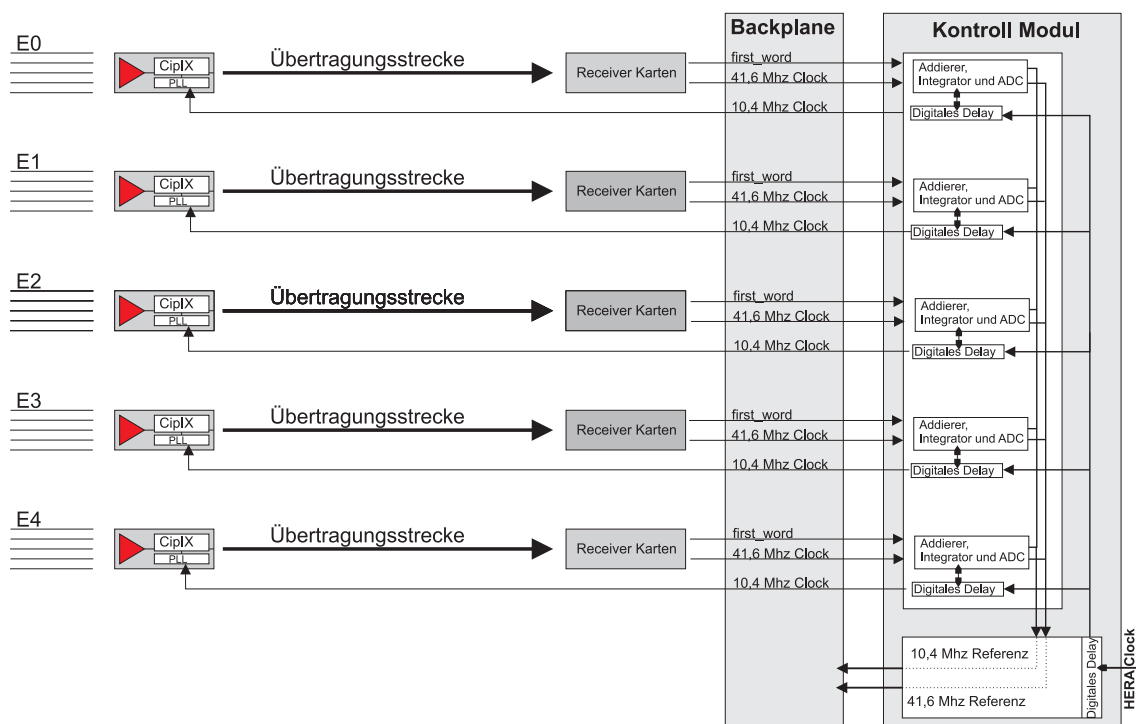 Backplane
Kontroll Modul
E0
CipIX
PLL
Übertragungsstrecke
Receiver Karten
first_word
41,6 Mhz Clock
10,4 Mhz Clock
Addierer,
Integrator und ADC
Digitales Delay
E1
CipIX
PLL
Übertragungsstrecke
Receiver Karten
first_word
41,6 Mhz Clock
10,4 Mhz Clock
Addierer,
Integrator und ADC
Digitales Delay
E2
CipIX
PLL
Übertragungsstrecke
Receiver Karten
first_word
41,6 Mhz Clock
10,4 Mhz Clock
Addierer,
Integrator und ADC
Digitales Delay
E3
CipIX
PLL
Übertragungsstrecke
Receiver Karten
first_word
41,6 Mhz Clock
10,4 Mhz Clock
Addierer,
Integrator und ADC
Digitales Delay
E4
CipIX
PLL
Übertragungsstrecke
Receiver Karten
first_word
41,6 Mhz Clock
10,4 Mhz Clock
Addierer,
Integrator und ADC
Digitales Delay
10,4 Mhz Referenz
41,6 Mhz Referenz
Digitales Delay
HERA Clock